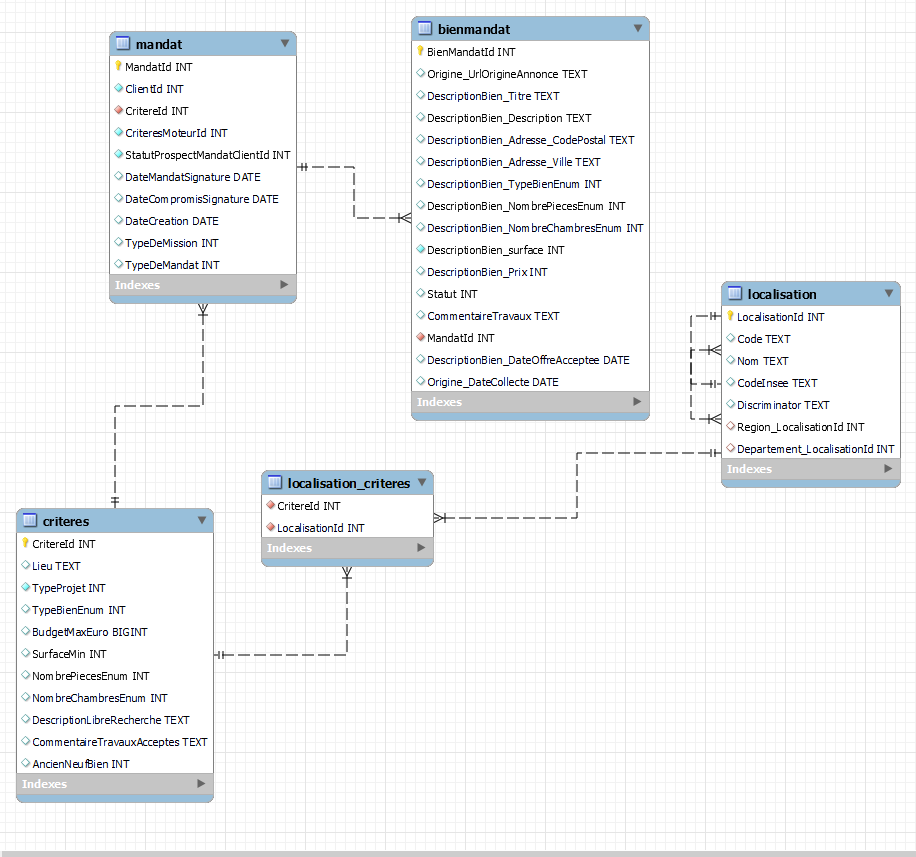 mandat
MandatId INT
ClientId INT
CritereId INT
CriteresMoteurId INT
StatutProspectMandatClientId INT
DateMandatSignature DATE
DateCompromisSignature DATE
DateCreation DATE
TypeDeMission INT
TypeDeMandat INT
Indexes
bienmandat
BienMandatId INT
Origine_UrlOrigineAnnonce TEXT
DescriptionBien_Titre TEXT
DescriptionBien_Description TEXT
DescriptionBien_Adresse_CodePostal TEXT
DescriptionBien_Adresse_Ville TEXT
DescriptionBien_TypeBienEnum INT
DescriptionBien_NombrePiecesEnum INT
DescriptionBien_NombreChambresEnum INT
DescriptionBien_surface INT
DescriptionBien_Prix INT
Statut INT
CommentaireTravaux TEXT
MandatId INT
DescriptionBien_DateOffreAcceptee DATE
Origine_DateCollecte DATE
Indexes
localisation
LocalisationId INT
Code TEXT
Nom TEXT
CodeInsee TEXT
Discriminator TEXT
Region_LocalisationId INT
Departement_LocalisationId INT
Indexes
localisation_criteres
CritereId INT
LocalisationId INT
Indexes
criteres
CritereId INT
Lieu TEXT
TypeProjet INT
TypeBienEnum INT
BudgetMaxEuro BIGINT
SurfaceMin INT
NombrePiecesEnum INT
NombreChambresEnum INT
DescriptionLibreRecherche TEXT
CommentaireTravauxAcceptes TEXT
AncienNeufBien INT
Indexes